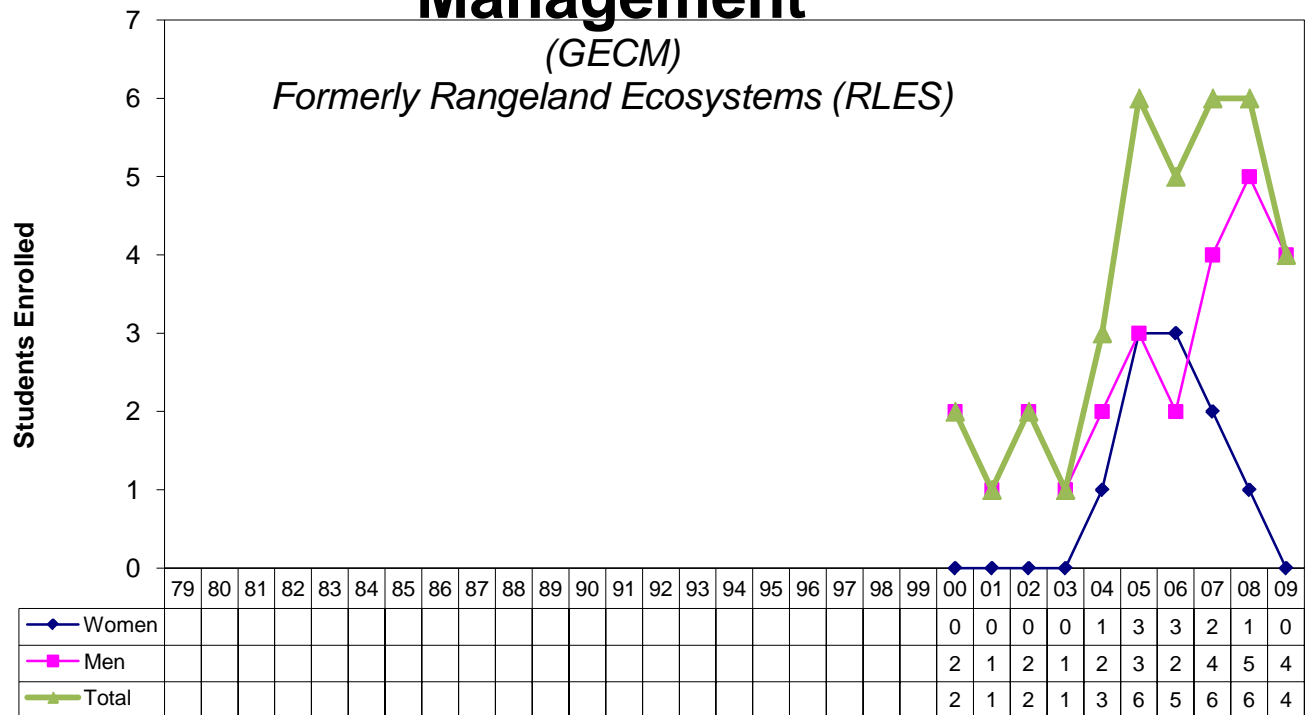 Management
(GECM)
Formerly Rangeland Ecosystems (RLES)
Students Enrolled
7
6
5
4
3
2
1
0
79 80 81 82 83 84 85 86 87 88 89 90 91 92 93 94 95 96 97 98 99 00 01 02 03 04 05 06 07 08 09
Women 0 0 0 0 1 3 3 2 1 0
Men 2 1 2 1 2 3 2 4 5 4
Total 2 1 2 1 3 6 5 6 6 4